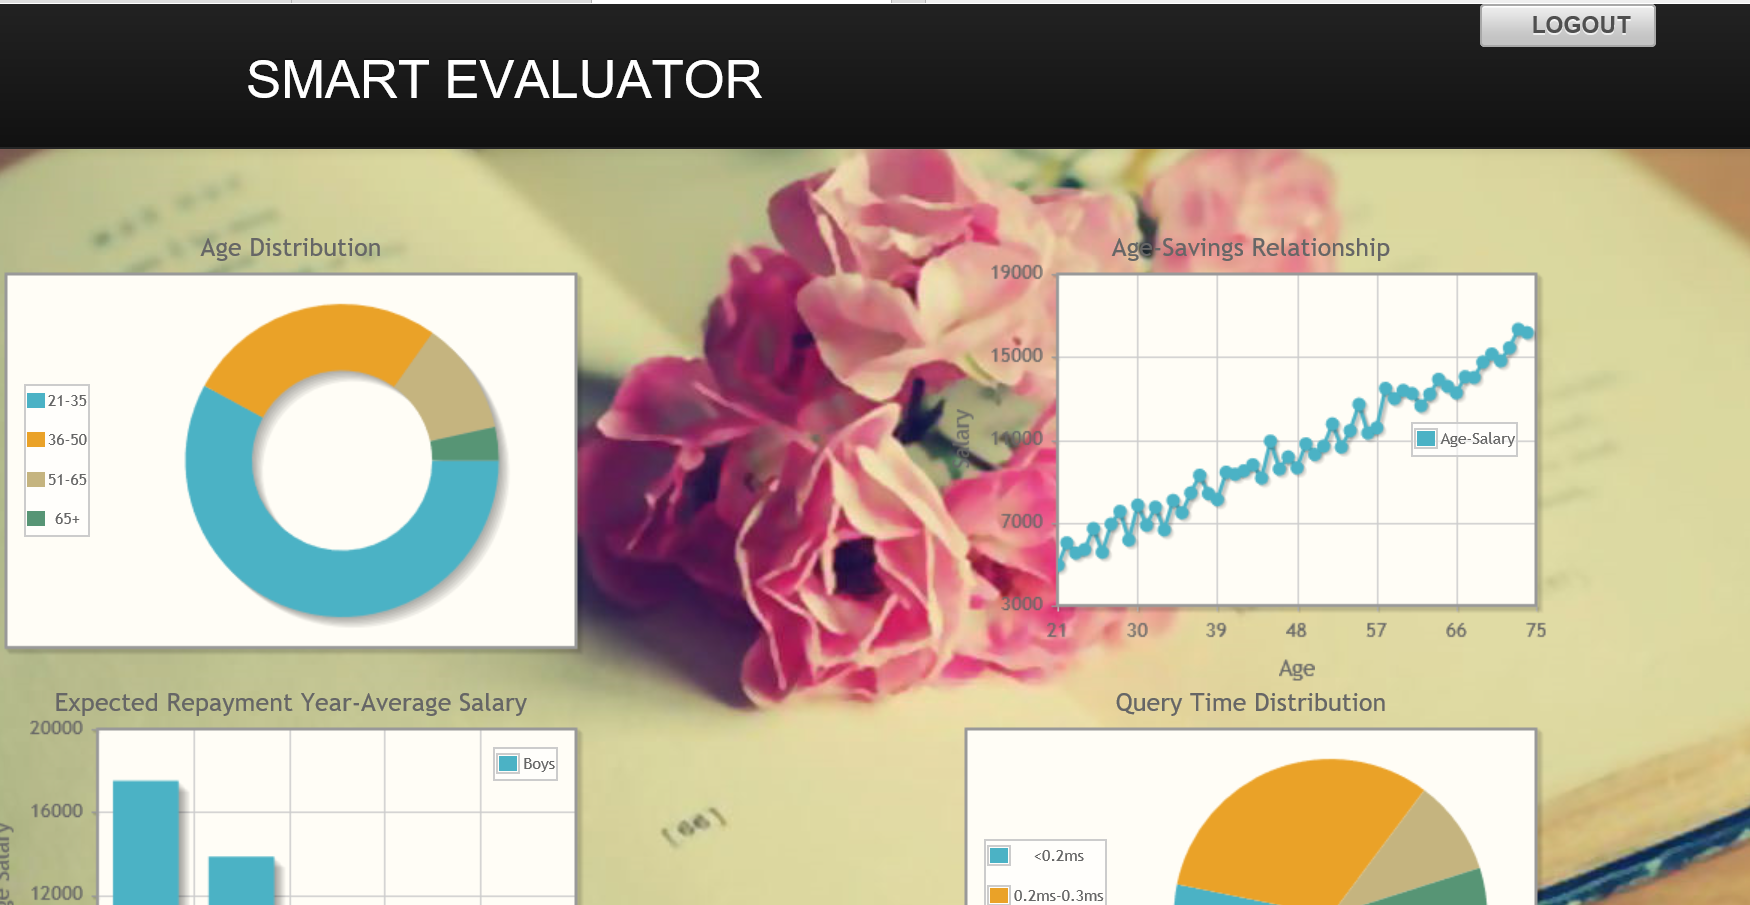 LOGOUT
SMART EVALUATOR
Age Distribution
21-35
36-50
51-65
65+
Age-Savings Relationship
19000
15000
11000
7000
3000
Salary
Age-Salary
21 30 39 48 57 66 75
Age
Expected Repayment Year-Average Salary
20000
16000
12000
Salary
Boys
[66]
Query Time Distribution
<0.2ms
0.2ms-0.3ms